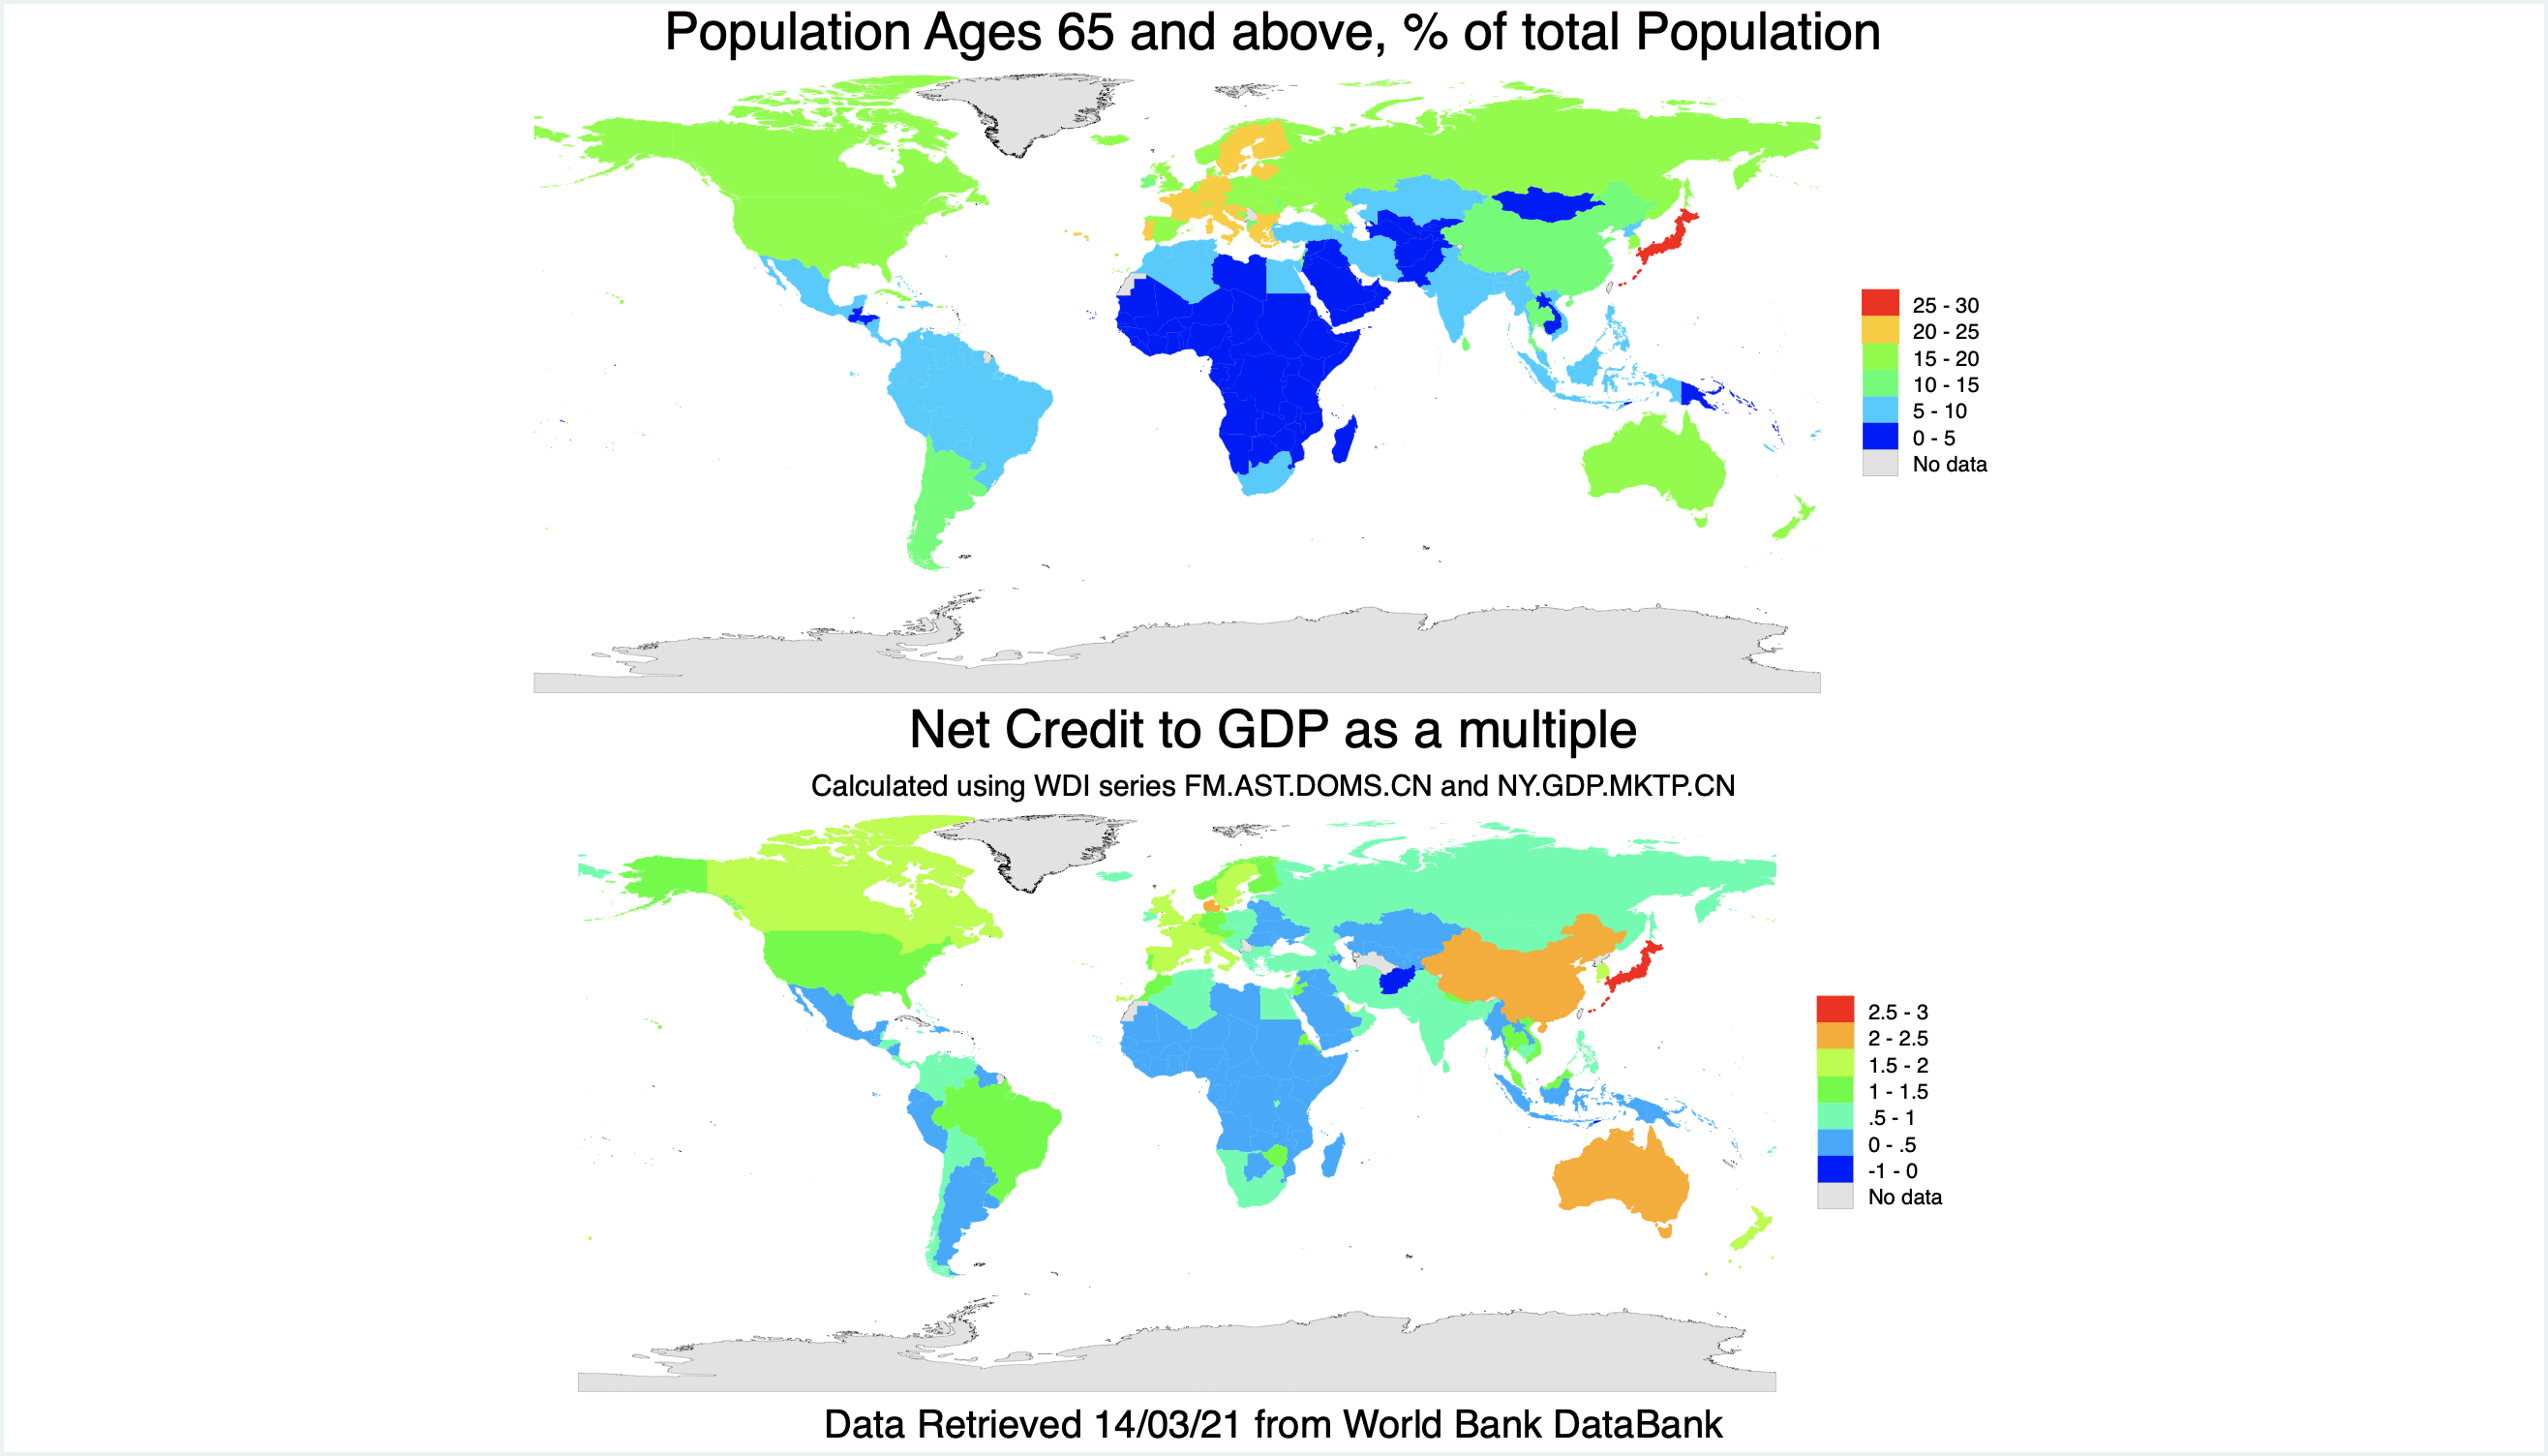 Population Ages 65 and above, % of total Population
25 - 30
20 - 25
15 - 20
10 - 15
5 - 10
0 - 5
No data
Net Credit to GDP as a multiple
Calculated using WDI series FM.AST.DOMS.CN and NY.GDP.MKTP.CN
2.5 - 3
2 - 2.5
1.5 - 2
1 - 1.5
.5 - 1
0 - .5
-1 - 0
No data
Data Retrieved 14/03/21 from World Bank DataBank